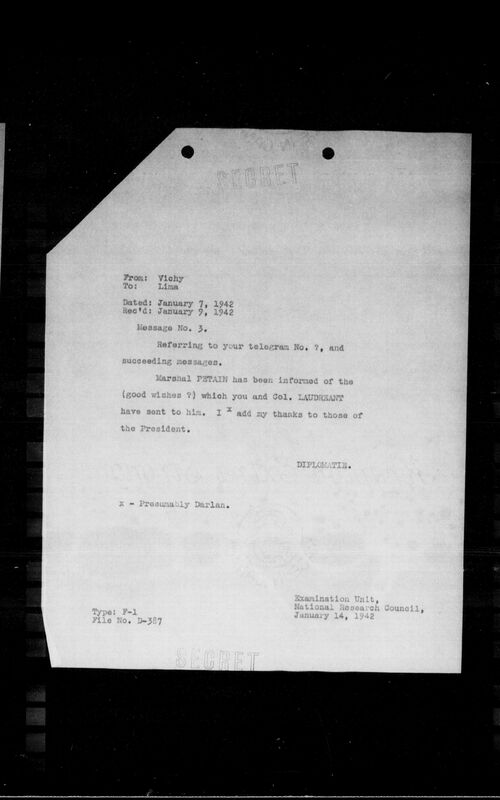 SECRET
From: Vichy
To: Lima
Dated: January 7, 1942
Rec'd: January 9, 1942
Message No. 3.
Referring to your telegram No. ?, and
succeeding messages.
Marshal PETAIN has been informed of the
(good wishes ?) which you and Col. LAUDREANT
have sent to him. I x add my thanks to those of
the President.
DIPLOMATIE.
x - Presumably Darlan.
Examination Unit,
National Research Council,
January 14, 1942
Type: F-1
File No. D-387
SECRET